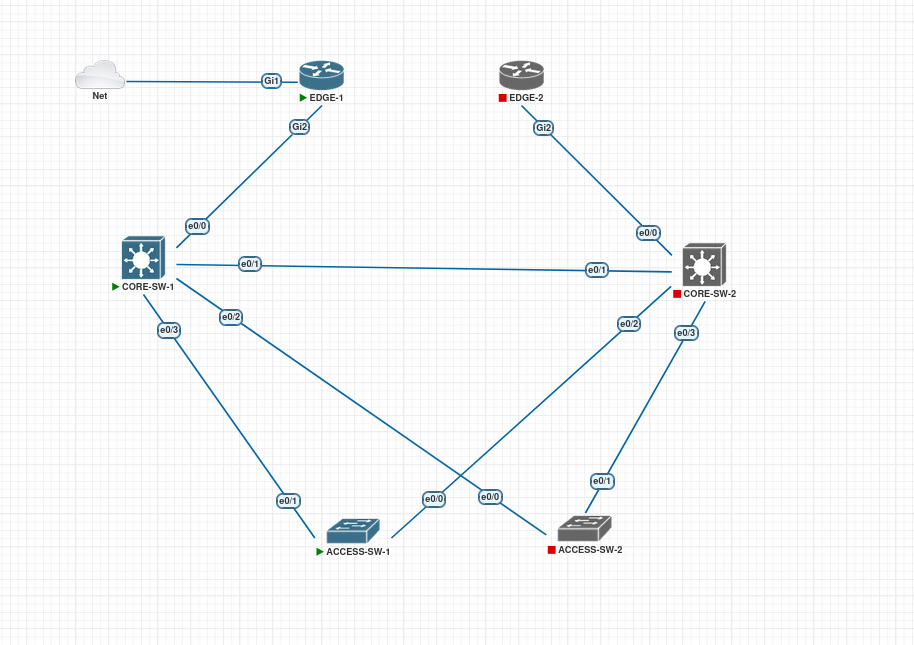 Net
Gi1
EDGE-1
EDGE-2
Gi2
Gi2
e0/0
e0/0
CORE-SW-1
e0/1
e0/1
CORE-SW-2
e0/3
e0/2
e0/2
e0/3
e0/1
e0/0
e0/0
e0/1
ACCESS-SW-1
ACCESS-SW-2